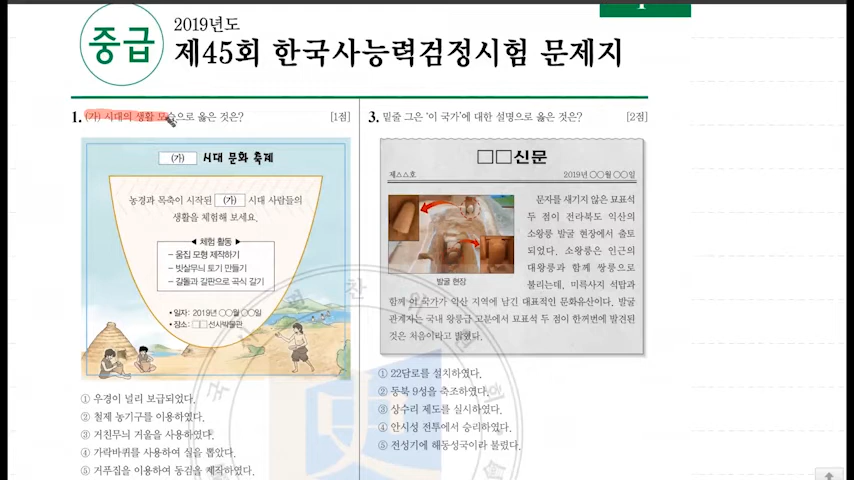 중급
2019년도
제45회 한국사능력검정시험 문제지
1. (가) 시대의 생활 모습으로 옳은 것은? [1점]
(가) 시대 문화 축제
농경과 목축이 시작된 (가) 시대 사람들의
생활을 체험해 보세요.
◀ 체험 활동 ▶
- 움집 모형 제작하기
- 빗살무늬 토기 만들기
- 갈돌과 갈판으로 곡식 갈기
• 일자: 2019년 ○○월 ○○일
• 장소: □□선사박물관
① 우경이 널리 보급되었다.
② 철제 농기구를 이용하였다.
③ 거친무늬 거울을 사용하였다.
④ 가락바퀴를 사용하여 실을 뽑았다.
⑤ 거푸집을 이용하여 동검을 제작하였다.
3. 밑줄 그은 '이 국가'에 대한 설명으로 옳은 것은? [2점]
□□신문
제스스호 2019년 ○○월 ○○일
문자를 새기지 않은 묘표석
두 점이 전라북도 익산의
소왕릉 발굴 현장에서 출토
되었다. 소왕릉은 인근의
대왕릉과 함께 쌍릉으로
불리는데, 미륵사지 석탑과
발굴 현장
함께 이 국가가 익산 지역에 남긴 대표적인 문화유산이다. 발굴
관계자는 국내 왕릉급 고분에서 묘표석 두 점이 한꺼번에 발견된
것은 처음이라고 밝혔다.
① 22담로를 설치하였다.
② 동북 9성을 축조하였다.
③ 상수리 제도를 실시하였다.
④ 안시성 전투에서 승리하였다.
⑤ 전성기에 해동성국이라 불렸다.